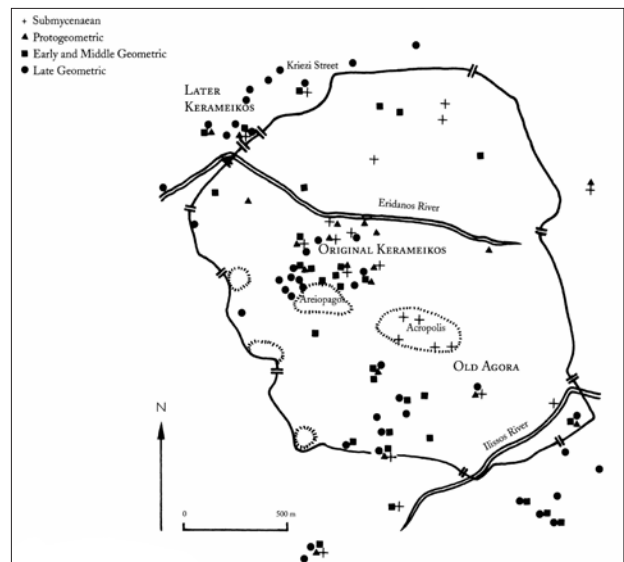 + Submycenaean
▲ Protogeometric
■ Early and Middle Geometric
● Late Geometric
Kriezi Street
LATER
KERAMEIKOS
Eridanos River
ORIGINAL KERAMEIKOS
Areiopagos
Acropolis
OLD AGORA
Ilissos River
N
0 500 m